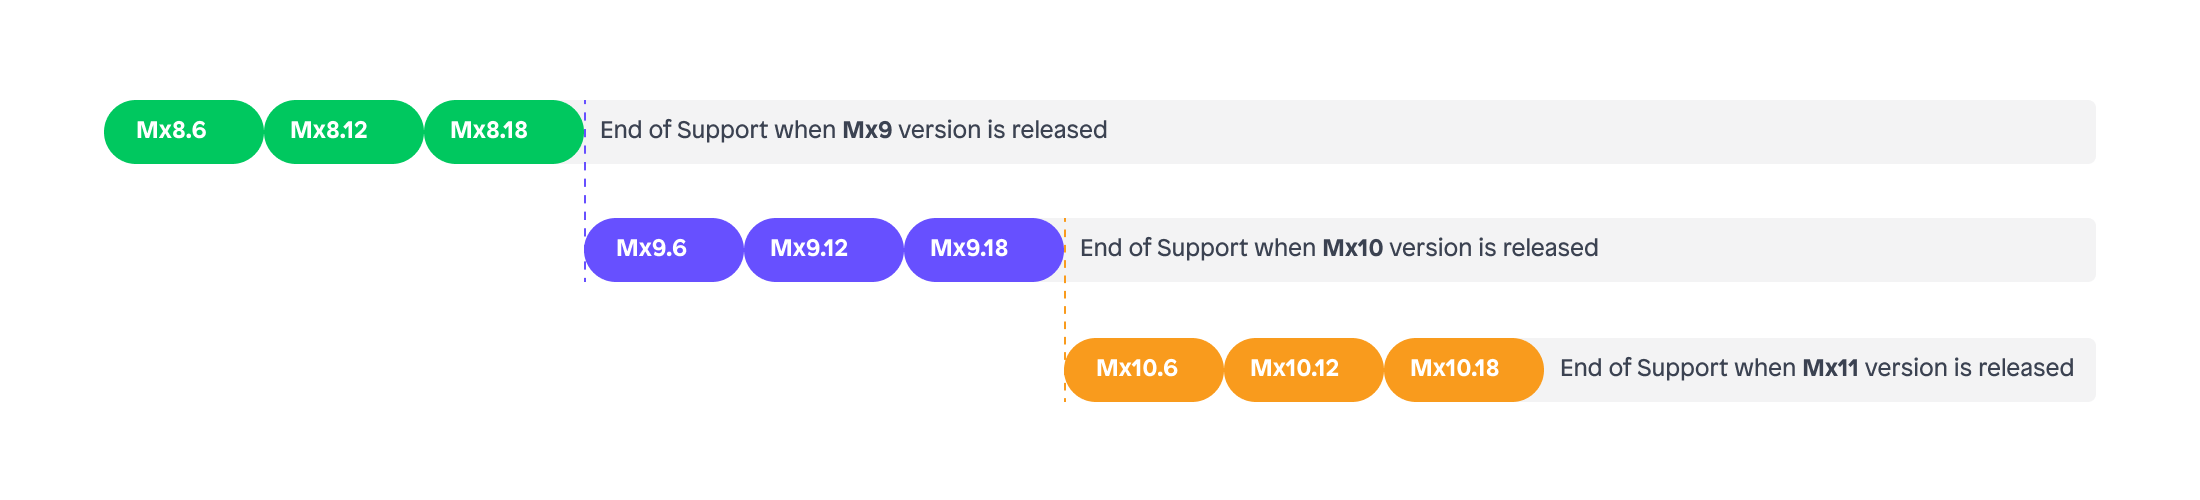 Mx8.6 Mx8.12 Mx8.18 End of Support when Mx9 version is released
Mx9.6 Mx9.12 Mx9.18 End of Support when Mx10 version is released
Mx10.6 Mx10.12 Mx10.18 End of Support when Mx11 version is released